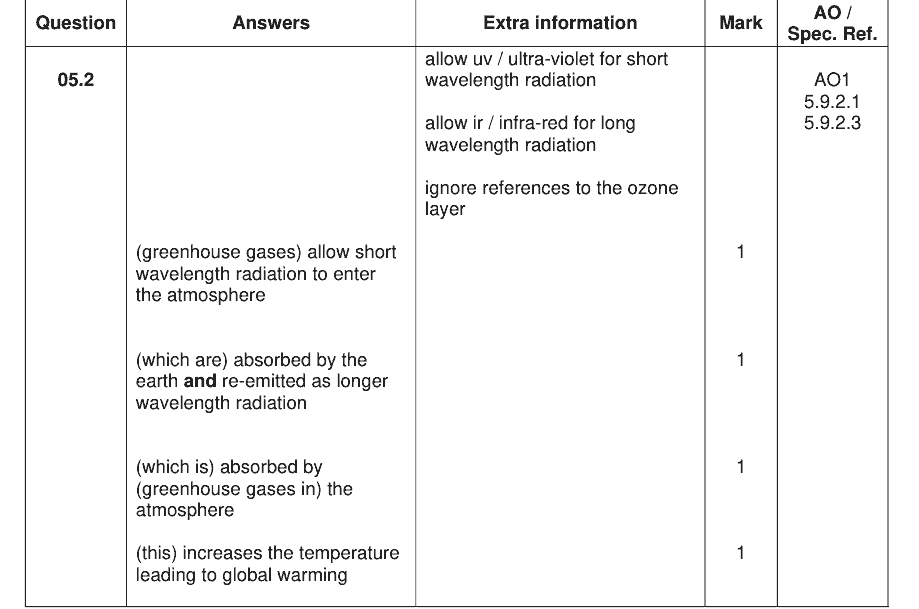 Question Answers Extra information Mark AO /
Spec. Ref.
05.2
allow uv / ultra-violet for short
wavelength radiation
allow ir / infra-red for long
wavelength radiation
ignore references to the ozone
layer
AO1
5.9.2.1
5.9.2.3
(greenhouse gases) allow short
wavelength radiation to enter
the atmosphere
1
(which are) absorbed by the
earth and re-emitted as longer
wavelength radiation
1
(which is) absorbed by
(greenhouse gases in) the
atmosphere
1
(this) increases the temperature
leading to global warming
1